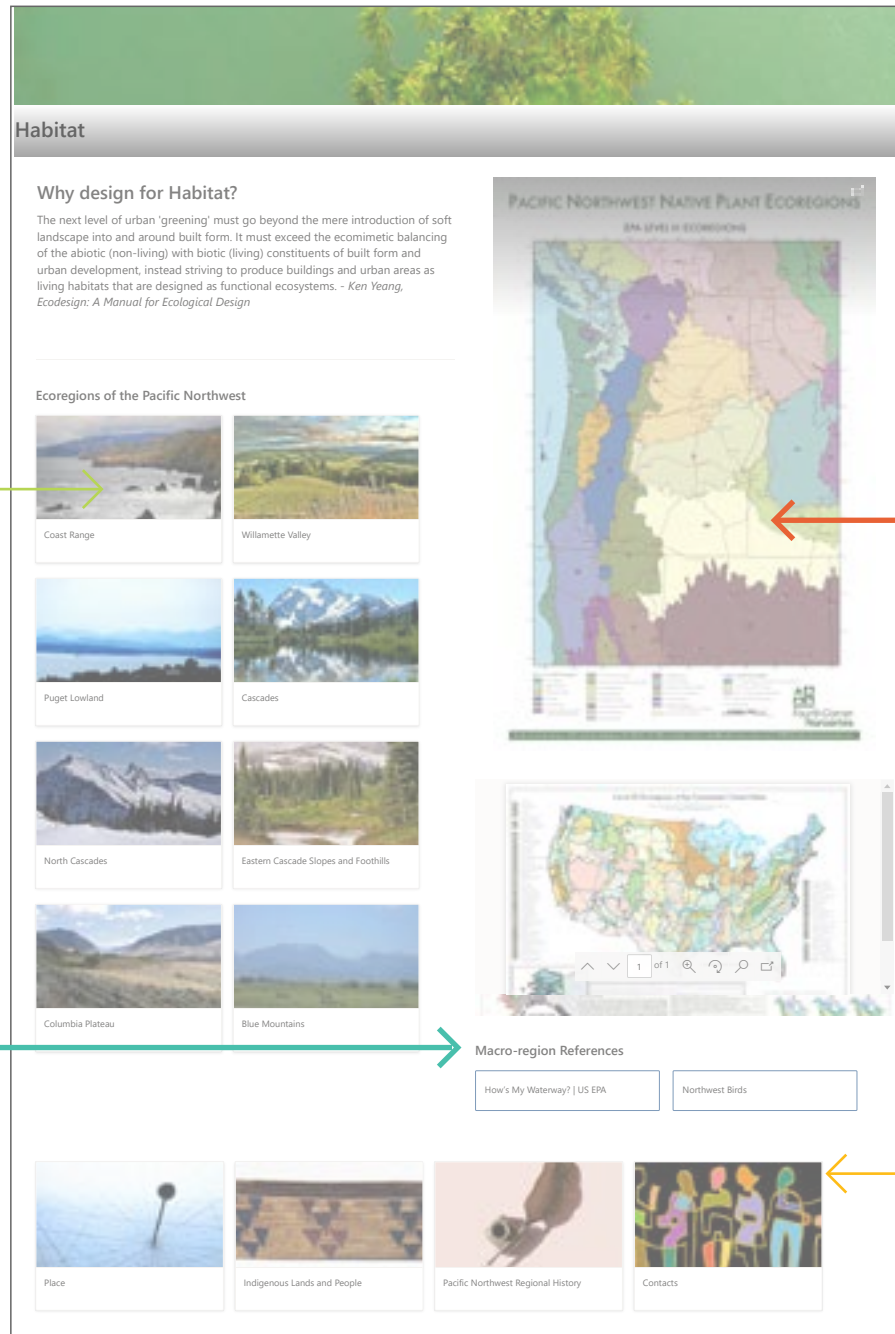 Habitat
Why design for Habitat?
The next level of urban 'greening' must go beyond the mere introduction of soft
landscape into and around built form. It must exceed the ecomimetic balancing
of the abiotic (non-living) with biotic (living) constituents of built form and
urban development, instead striving to produce buildings and urban areas as
living habitats that are designed as functional ecosystems. - Ken Yeang,
Ecodesign: A Manual for Ecological Design
Ecoregions of the Pacific Northwest
Coast Range
Willamette Valley
Puget Lowland
Cascades
North Cascades
Eastern Cascade Slopes and Foothills
Columbia Plateau
Blue Mountains
PACIFIC NORTHWEST NATIVE PLANT ECOREGIONS
EPA LEVEL III ECOREGIONS
Fourth Corner
Nurseries
1 of 1
Macro-region References
How's My Waterway? | US EPA
Northwest Birds
Place
Indigenous Lands and People
Pacific Northwest Regional History
Contacts